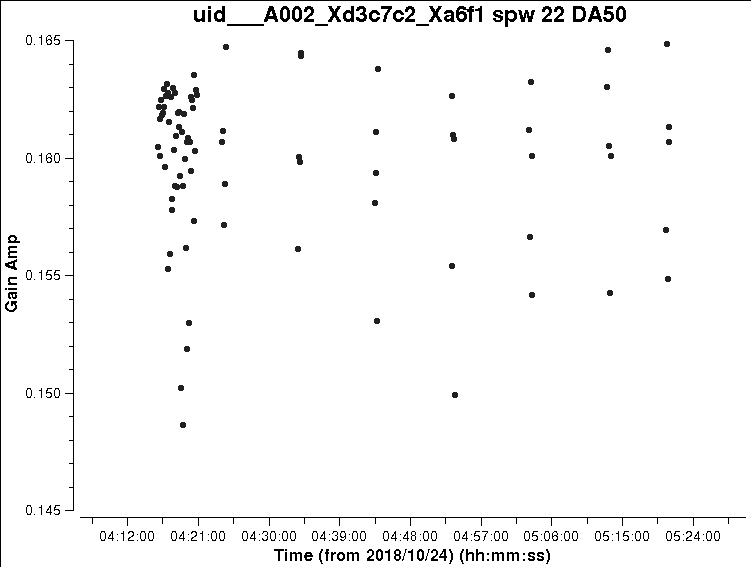 uid___A002_Xd3c7c2_Xa6f1 spw 22 DA50
0.165
0.160
0.155
0.150
0.145
Gain Amp
04:12:00 04:21:00 04:30:00 04:39:00 04:48:00 04:57:00 05:06:00 05:15:00 05:24:00
Time (from 2018/10/24) (hh:mm:ss)